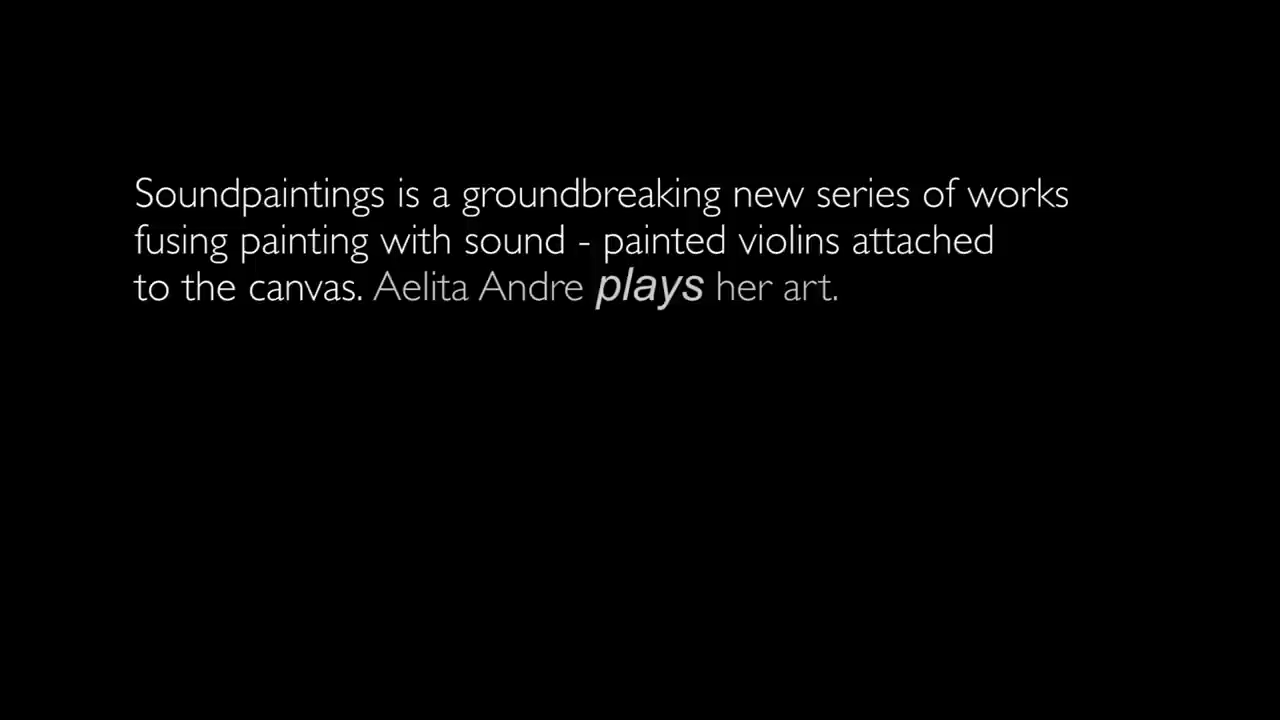 Soundpaintings is a groundbreaking new series of works
fusing painting with sound - painted violins attached
to the canvas. Aelita Andre plays her art.